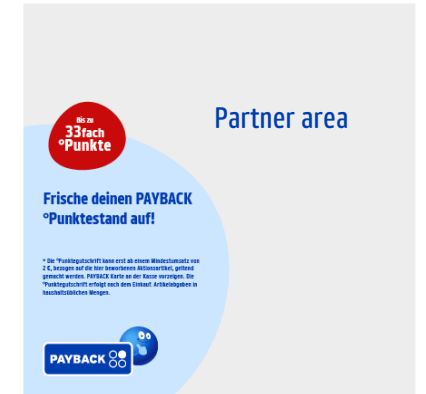 Bis zu
33fach
°Punkte
Partner area
Frische deinen PAYBACK
°Punktestand auf!
* Die °Punktegutschrift kann erst ab einem Mindestumsatz von
2 €, bezogen auf die hier beworbenen Aktionsartikel, geltend
gemacht werden. PAYBACK Karte an der Kasse vorzeigen. Die
°Punktegutschrift erfolgt nach dem Einkauf. Artikelabgaben in
haushaltsüblichen Mengen.
PAYBACK